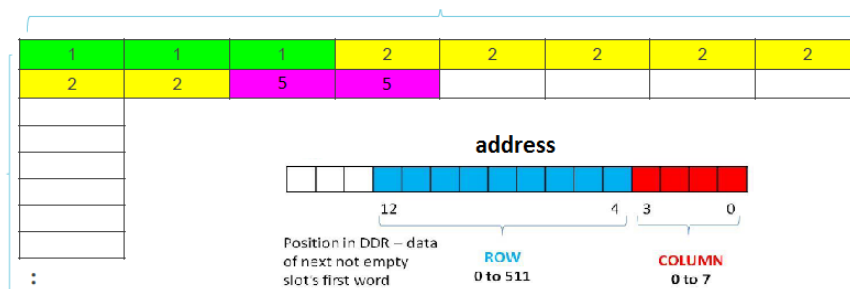 1 1 1 2 2 2 2 2
2 2 5 5
address
12 4 3 0
Position in DDR – data
of next not empty
slot's first word
ROW
0 to 511
COLUMN
0 to 7
: